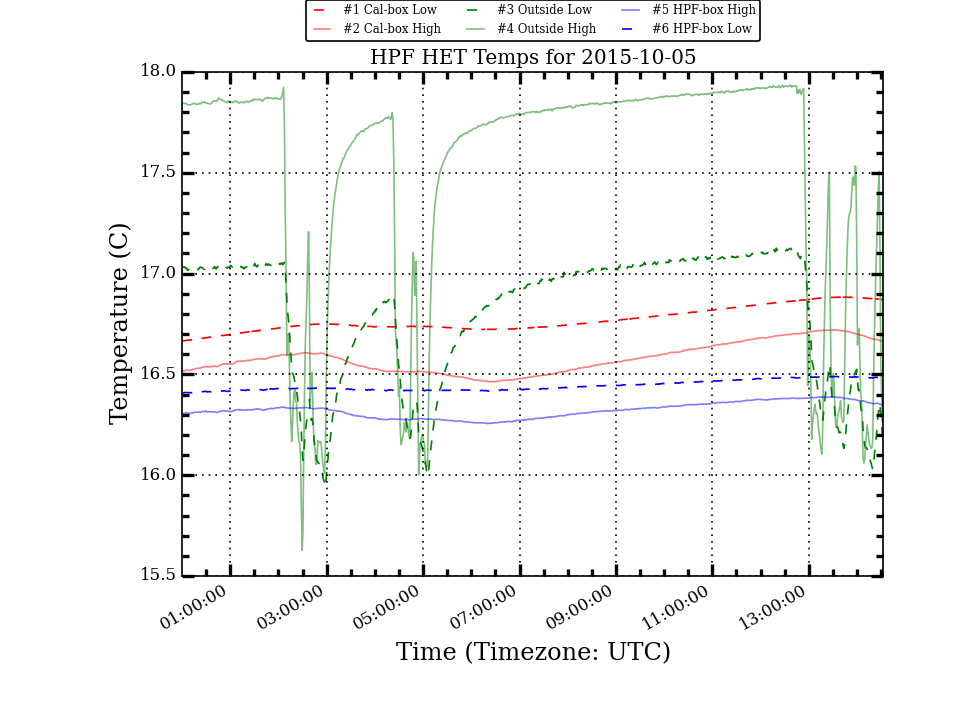 #1 Cal-box Low #3 Outside Low #5 HPF-box High
#2 Cal-box High #4 Outside High #6 HPF-box Low
HPF HET Temps for 2015-10-05
18.0
17.5
17.0
16.5
16.0
15.5
Temperature (C)
01:00:00 03:00:00 05:00:00 07:00:00 09:00:00 11:00:00 13:00:00
Time (Timezone: UTC)